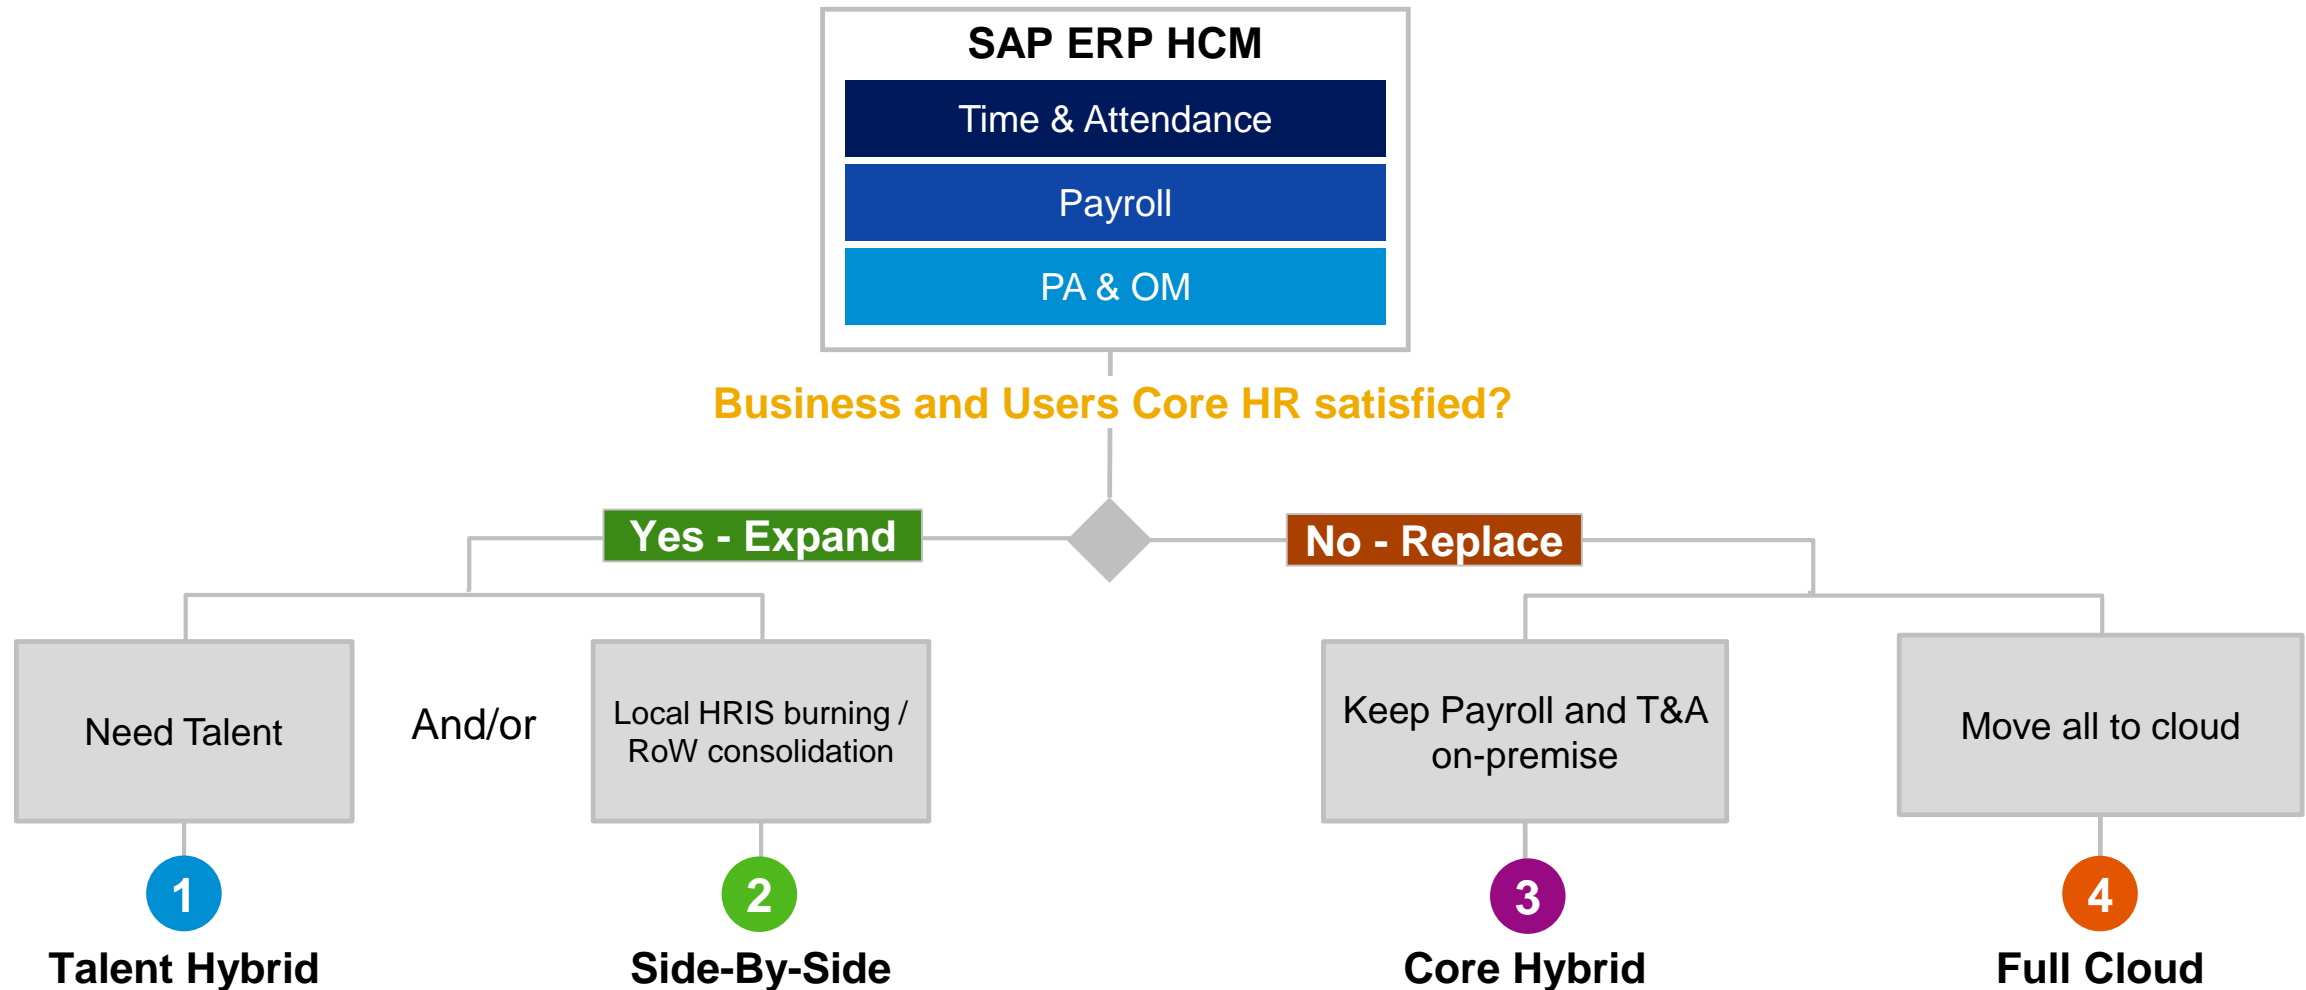 SAP ERP HCM
Time & Attendance
Payroll
PA & OM
Business and Users Core HR satisfied?
Yes - Expand
No - Replace
Need Talent
And/or
Local HRIS burning /
RoW consolidation
Keep Payroll and T&A
on-premise
Move all to cloud
1
2
3
4
Talent Hybrid
Side-By-Side
Core Hybrid
Full Cloud